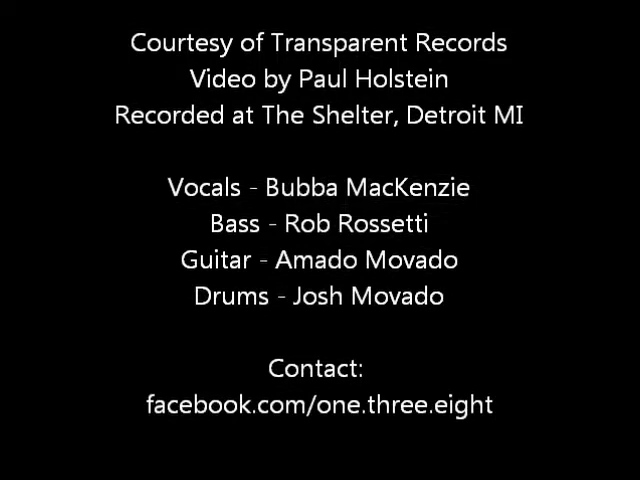 Courtesy of Transparent Records
Video by Paul Holstein
Recorded at The Shelter, Detroit MI
Vocals - Bubba MacKenzie
Bass - Rob Rossetti
Guitar - Amado Movado
Drums - Josh Movado
Contact:
facebook.com/one.three.eight